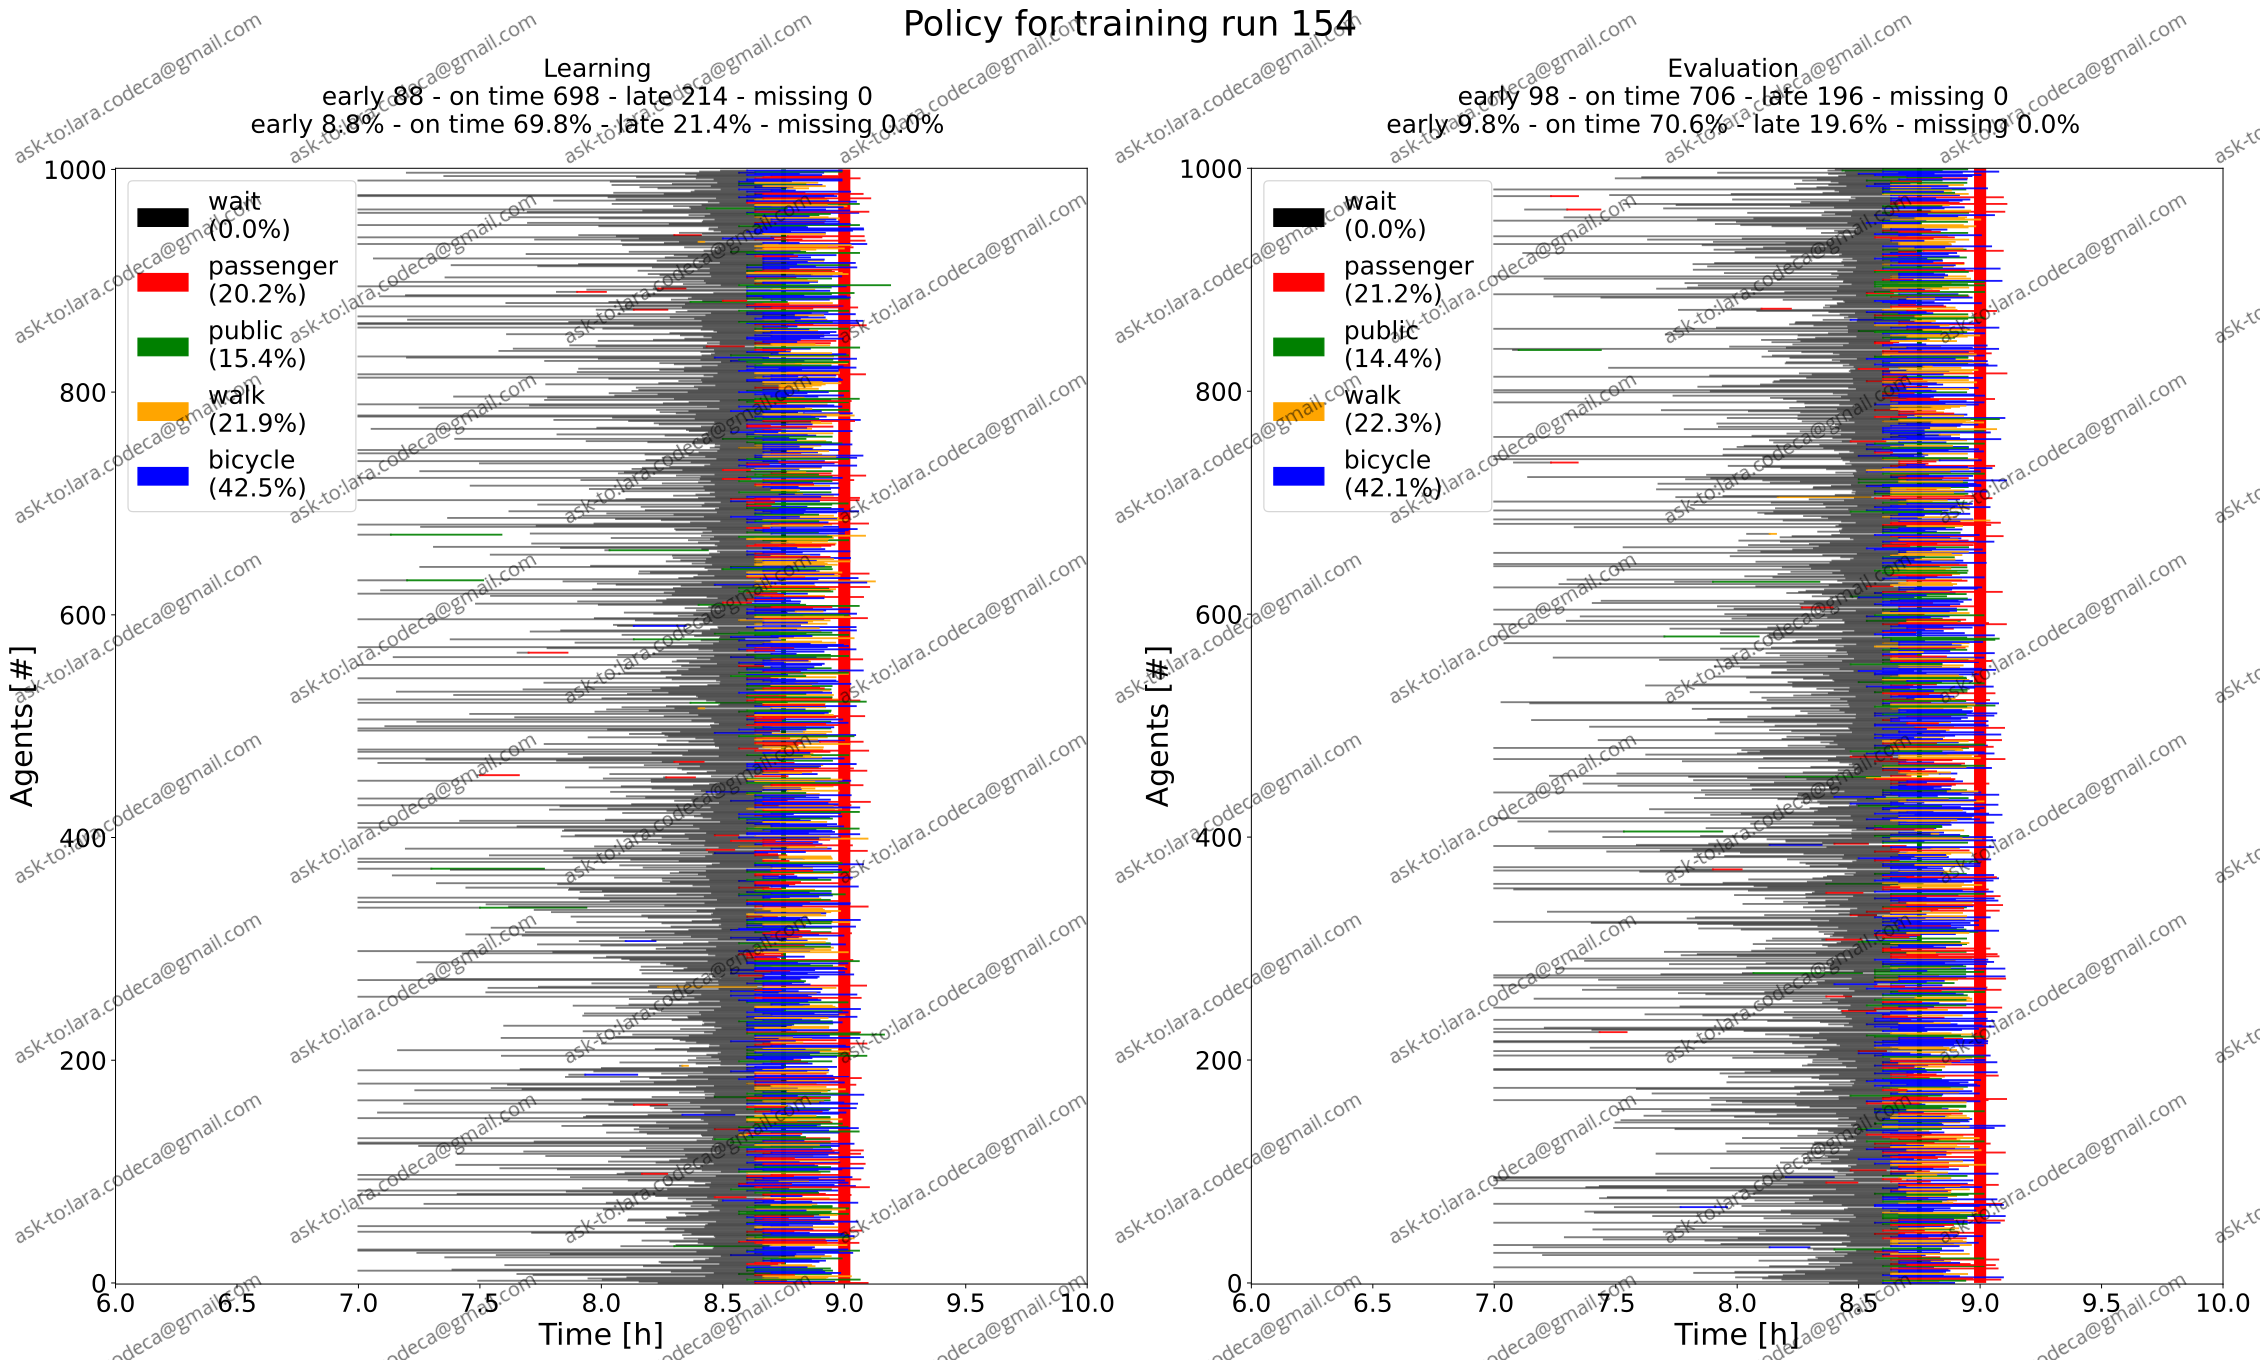 Policy for training run 154
Learning
early 88 - on time 698 - late 214 - missing 0
early 8.8% - on time 69.8% - late 21.4% - missing 0.0%
1000
800
600
400
200
0
Agents [#]
wait
(0.0%)
passenger
(20.2%)
public
(15.4%)
walk
(21.9%)
bicycle
(42.5%)
6.0 6.5 7.0 7.5 8.0 8.5 9.0 9.5 10.0
Time [h]
Evaluation
early 98 - on time 706 - late 196 - missing 0
early 9.8% - on time 70.6% - late 19.6% - missing 0.0%
1000
800
600
400
200
0
Agents [#]
wait
(0.0%)
passenger
(21.2%)
public
(14.4%)
walk
(22.3%)
bicycle
(42.1%)
6.0 6.5 7.0 7.5 8.0 8.5 9.0 9.5 10.0
Time [h]
ask-to:lara.codeca@gmail.com